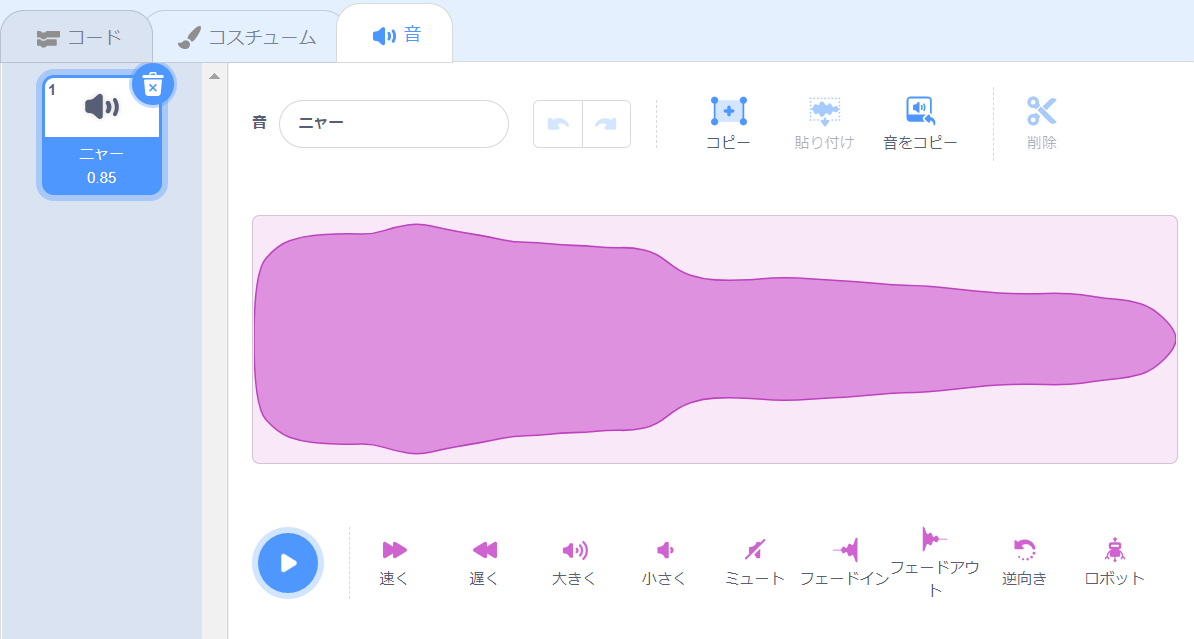 コード
コスチューム
音
1
ニャー
0.85
音
ニャー
コピー
貼り付け
音をコピー
削除
速く
遅く
大きく
小さく
ミュート
フェードイン
フェードアウ
ト
逆向き
ロボット